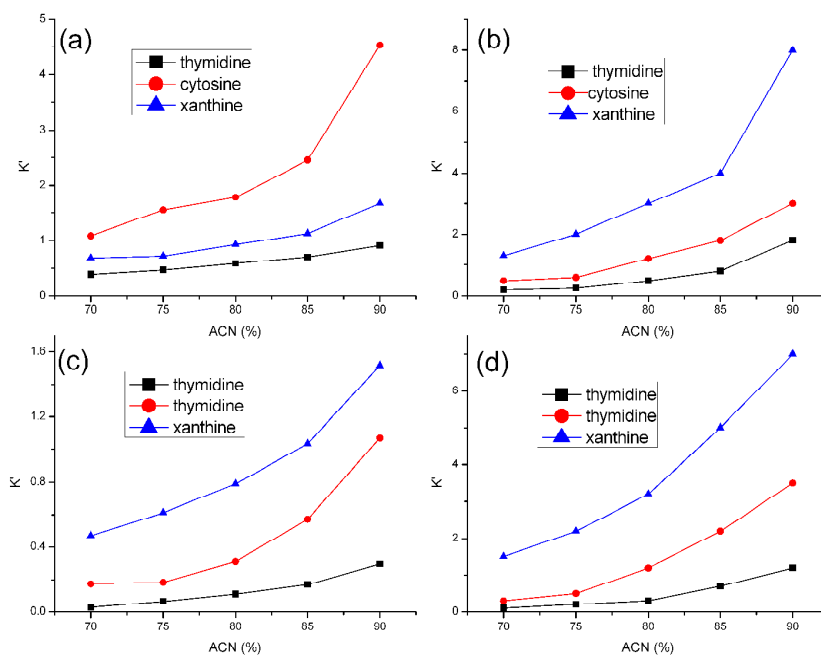 (a)
thymidine
cytosine
xanthine
5
4
3
2
1
0
K'
70 75 80 85 90
ACN (%)
(b)
thymidine
cytosine
xanthine
8
6
4
2
0
K'
70 75 80 85 90
ACN (%)
(c)
thymidine
thymidine
xanthine
1.6
1.2
0.8
0.4
0.0
K'
70 75 80 85 90
ACN (%)
(d)
thymidine
thymidine
xanthine
6
4
2
0
K'
70 75 80 85 90
ACN (%)